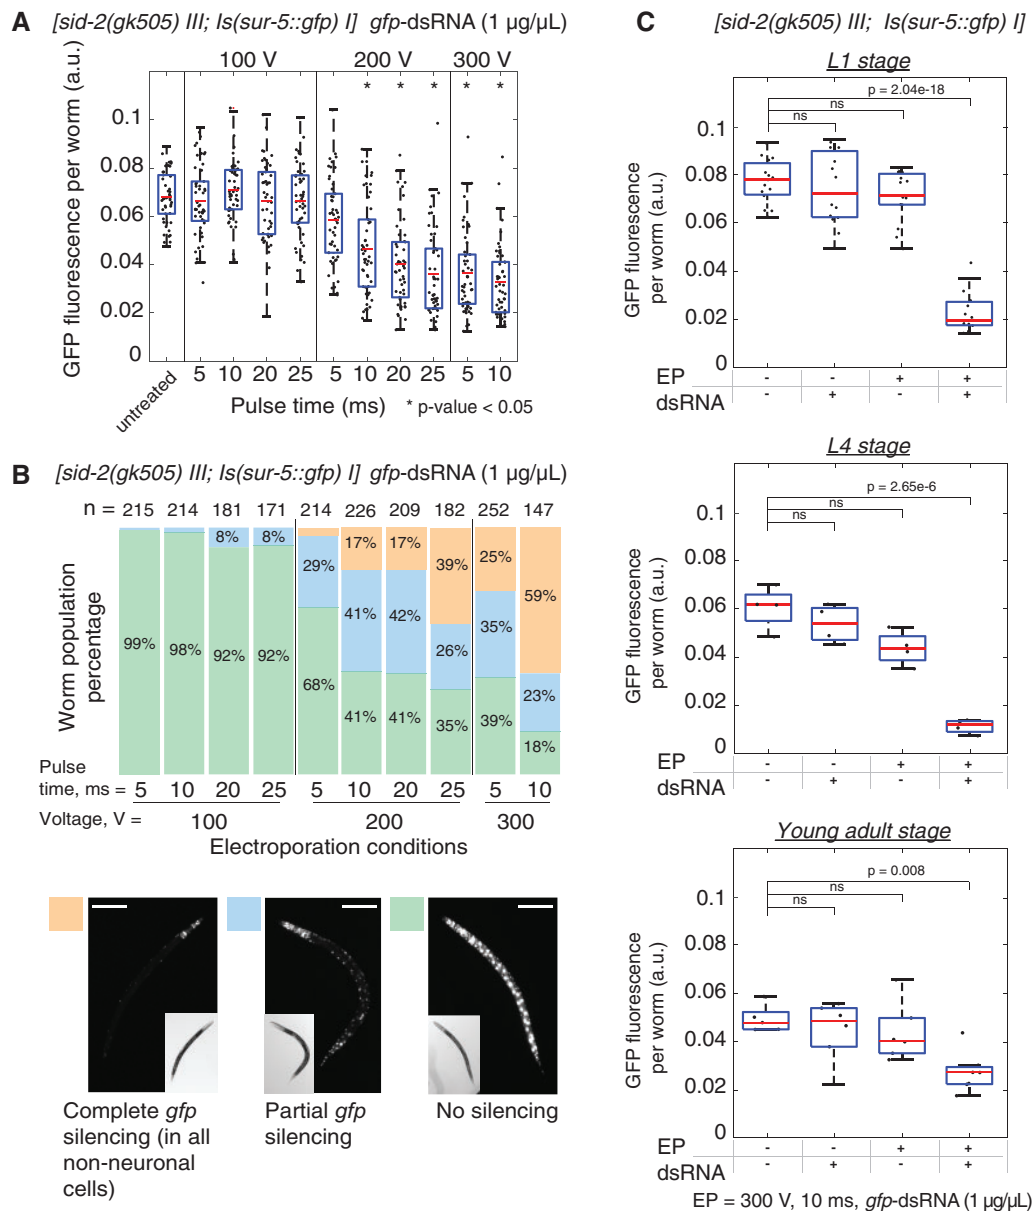 A [sid-2(gk505) III; Is(sur-5::gfp) I] gfp-dsRNA (1 µg/µL)
100 V 200 V 300 V
* * * * *
GFP fluorescence per worm (a.u.)
0.1
0.08
0.06
0.04
0.02
0
untreated 5 10 20 25 5 10 20 25 5 10
Pulse time (ms) * p-value < 0.05
B [sid-2(gk505) III; Is(sur-5::gfp) I] gfp-dsRNA (1 µg/µL)
n = 215 214 181 171 214 226 209 182 252 147
Worm population percentage
99%
98%
8% 92%
8% 92%
29% 68%
17% 41% 41%
17% 42% 41%
39% 26% 35%
25% 35% 39%
59% 23% 18%
Pulse
time, ms = 5 10 20 25 5 10 20 25 5 10
Voltage, V = 100 200 300
Electroporation conditions
Complete gfp
silencing (in all
non-neuronal
cells)
Partial gfp
silencing
No silencing
C [sid-2(gk505) III; Is(sur-5::gfp) I]
L1 stage
p = 2.04e-18
ns
ns
GFP fluorescence
per worm (a.u.)
0.1
0.08
0.06
0.04
0.02
0
EP - - + +
dsRNA - + - +
L4 stage
p = 2.65e-6
ns
ns
GFP fluorescence
per worm (a.u.)
0.1
0.08
0.06
0.04
0.02
0
EP - - + +
dsRNA - + - +
Young adult stage
p = 0.008
ns
ns
GFP fluorescence
per worm (a.u.)
0.1
0.08
0.06
0.04
0.02
0
EP - - + +
dsRNA - + - +
EP = 300 V, 10 ms, gfp-dsRNA (1 µg/µL)